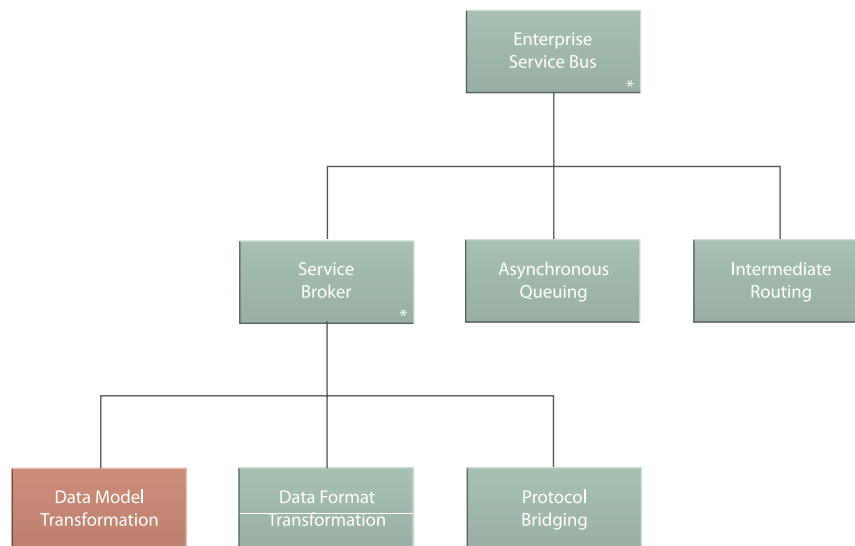 Enterprise
Service Bus
*
Service
Broker
*
Asynchronous
Queuing
Intermediate
Routing
Data Model
Transformation
Data Format
Transformation
Protocol
Bridging